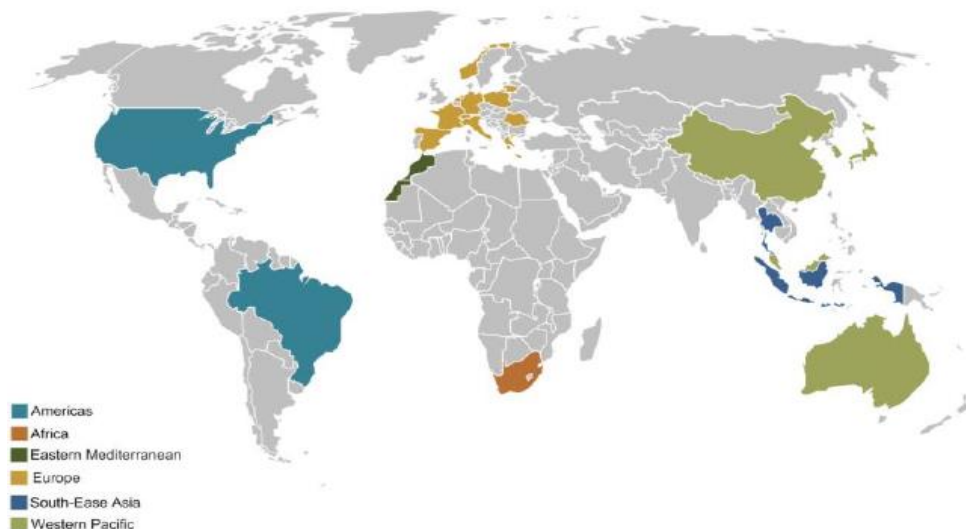 Americas
Africa
Eastern Mediterranean
Europe
South-Ease Asia
Western Pacific